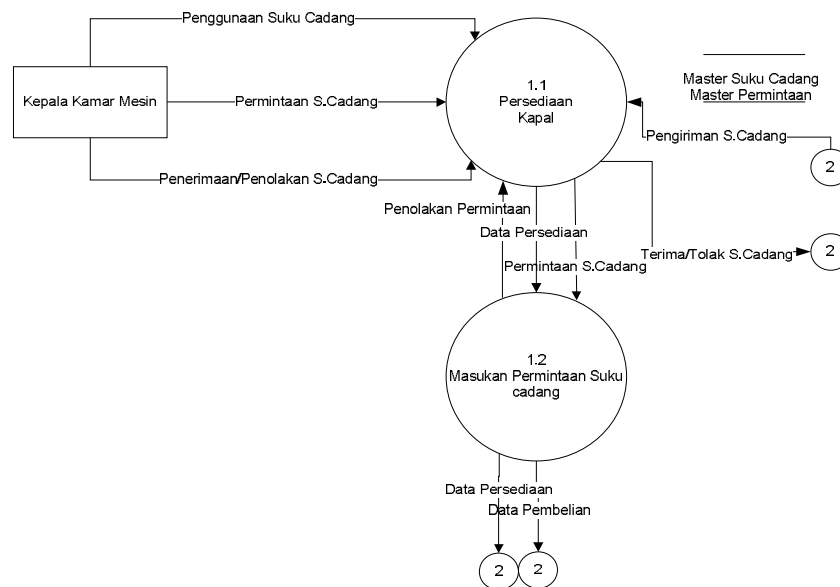 Penggunaan Suku Cadang
Kepala Kamar Mesin
Permintaan S.Cadang
Penerimaan/Penolakan S.Cadang
1.1
Persediaan
Kapal
Master Suku Cadang
Master Permintaan
Pengiriman S.Cadang
2
Penolakan Permintaan
Data Persediaan
Permintaan S.Cadang
Terima/Tolak S.Cadang
2
1.2
Masukan Permintaan Suku
cadang
Data Persediaan
Data Pembelian
2
2